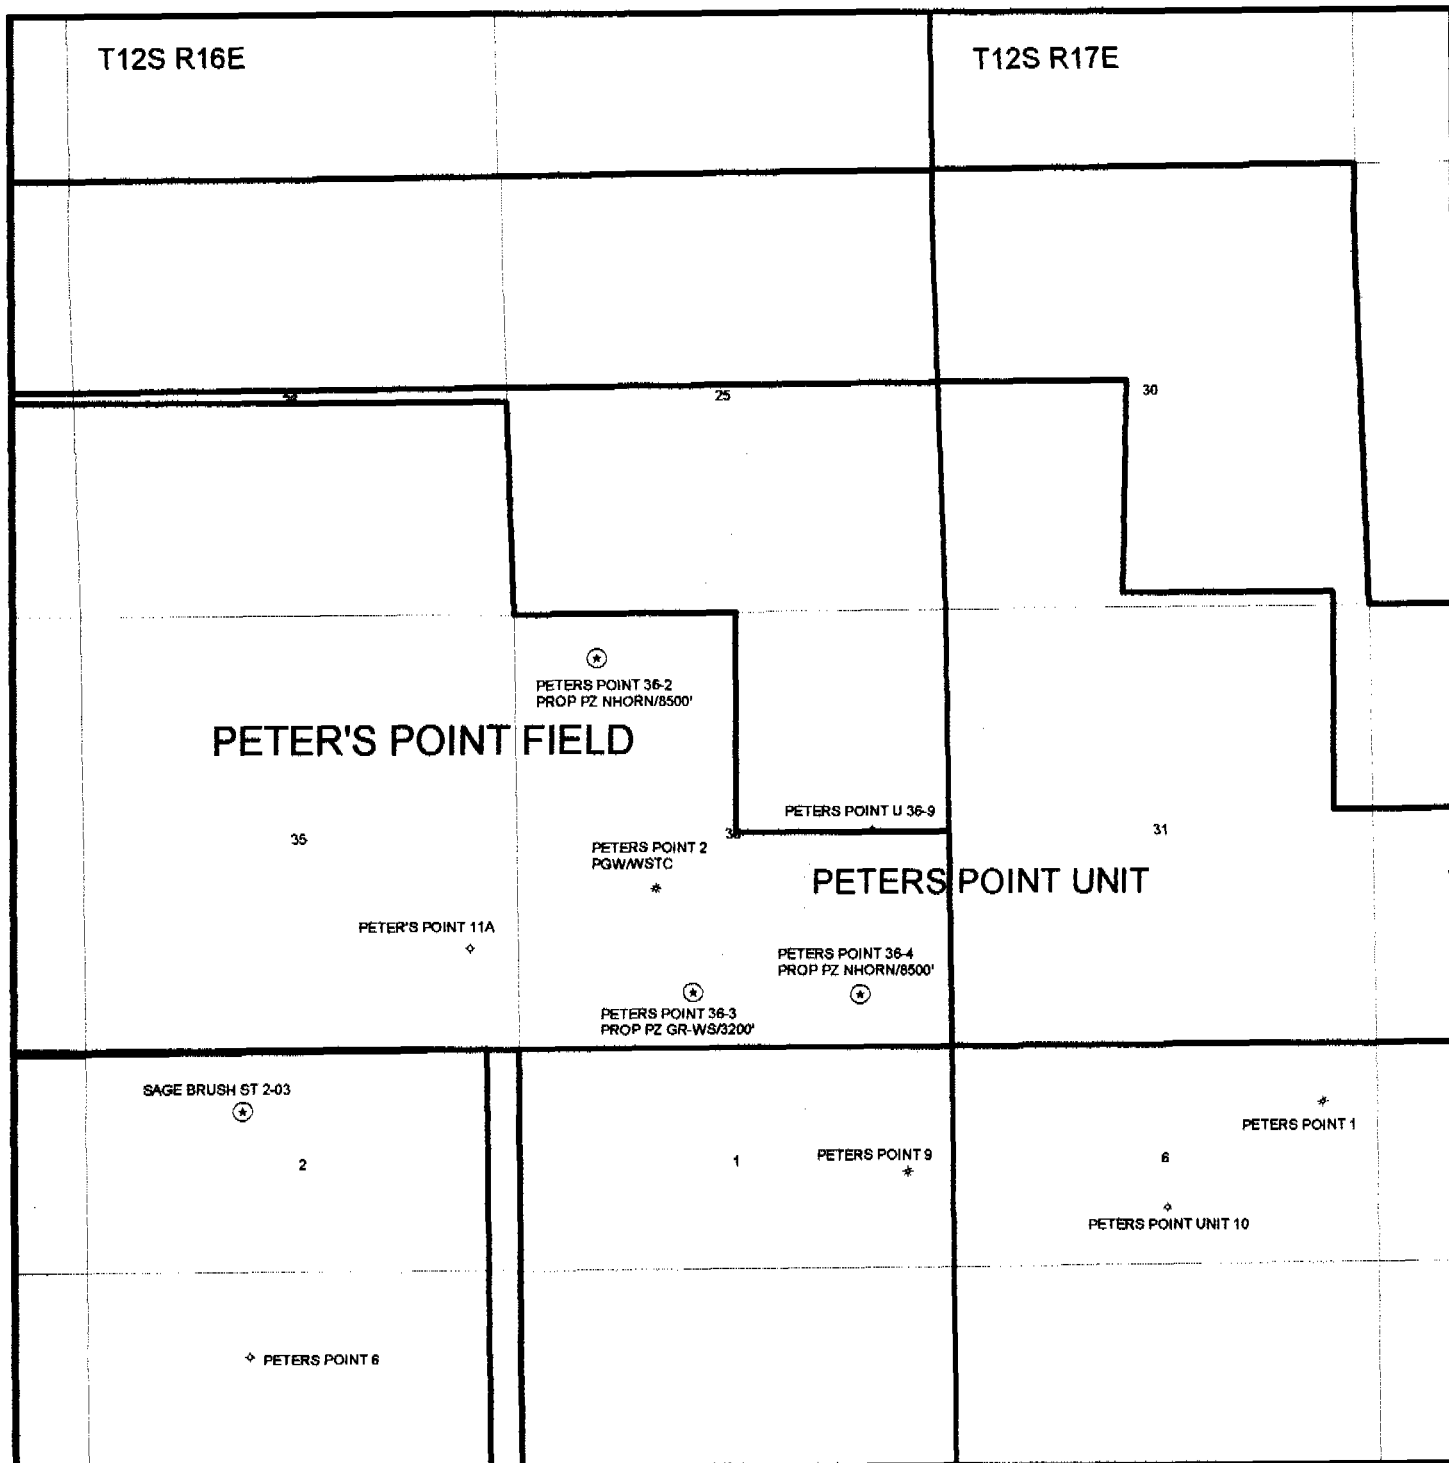 T12S R16E
T12S R17E
25
30
PETERS POINT 36-2
PROP PZ NHORN/8500'
PETER'S POINT FIELD
PETERS POINT U 36-9
35
31
PETERS POINT 2
PGW/WSTC
PETERS POINT UNIT
PETER'S POINT 11A
PETERS POINT 36-4
PROP PZ NHORN/8500'
PETERS POINT 36-3
PROP PZ GR-WS/3200'
SAGE BRUSH ST 2-03
PETERS POINT 1
2
1
PETERS POINT 9
6
PETERS POINT UNIT 10
PETERS POINT 6